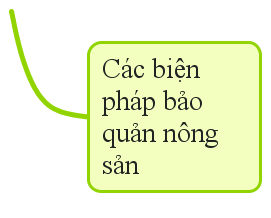 Các biện
pháp bảo
quản nông
sản